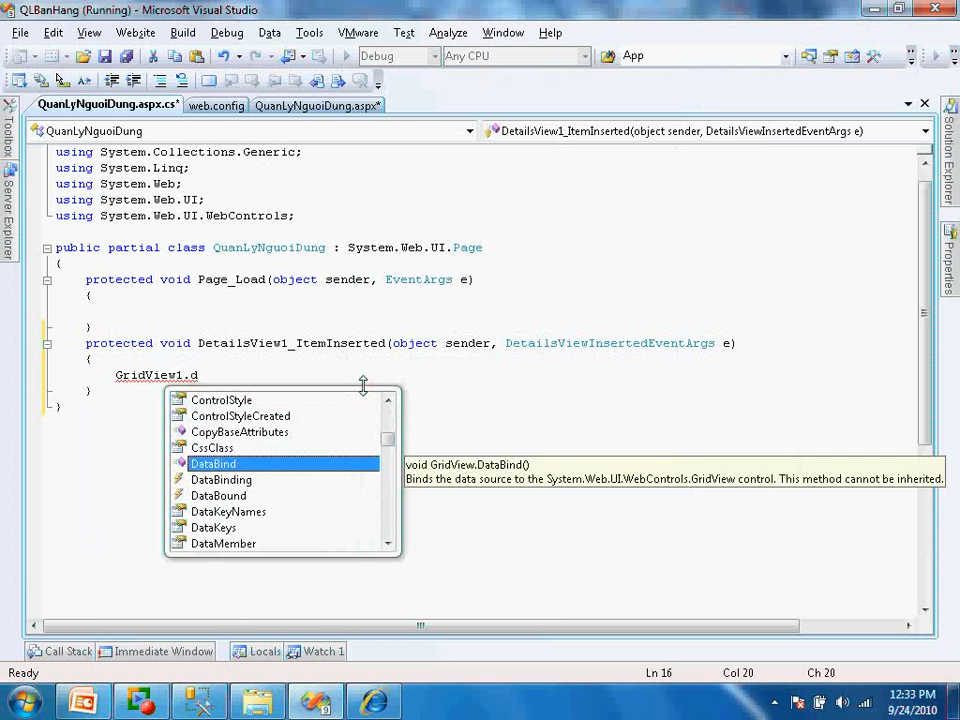 QLBanHang (Running) - Microsoft Visual Studio
File Edit View Website Build Debug Data Tools VMware Test Analyze Window Help
Debug Any CPU App
QuanLyNguoiDung.aspx.cs* web.config QuanLyNguoiDung.aspx*
QuanLyNguoiDung DetailsView1_ItemInserted(object sender, DetailsViewInsertedEventArgs e)
using System.Collections.Generic;
using System.Linq;
using System.Web;
using System.Web.UI;
using System.Web.UI.WebControls;
public partial class QuanLyNguoiDung : System.Web.UI.Page
{
protected void Page_Load(object sender, EventArgs e)
{
}
protected void DetailsView1_ItemInserted(object sender, DetailsViewInsertedEventArgs e)
{
GridView1.d
}
}
ControlStyle
ControlStyleCreated
CopyBaseAttributes
CssClass
DataBind
DataBinding
DataBound
DataKeyNames
DataKeys
DataMember
void GridView.DataBind()
Binds the data source to the System.Web.UI.WebControls.GridView control. This method cannot be inherited.
Toolbox
Server Explorer
Solution Explorer
Properties
Call Stack Immediate Window Locals Watch 1
Ready Ln 16 Col 20 Ch 20
12:33 PM
9/24/2010